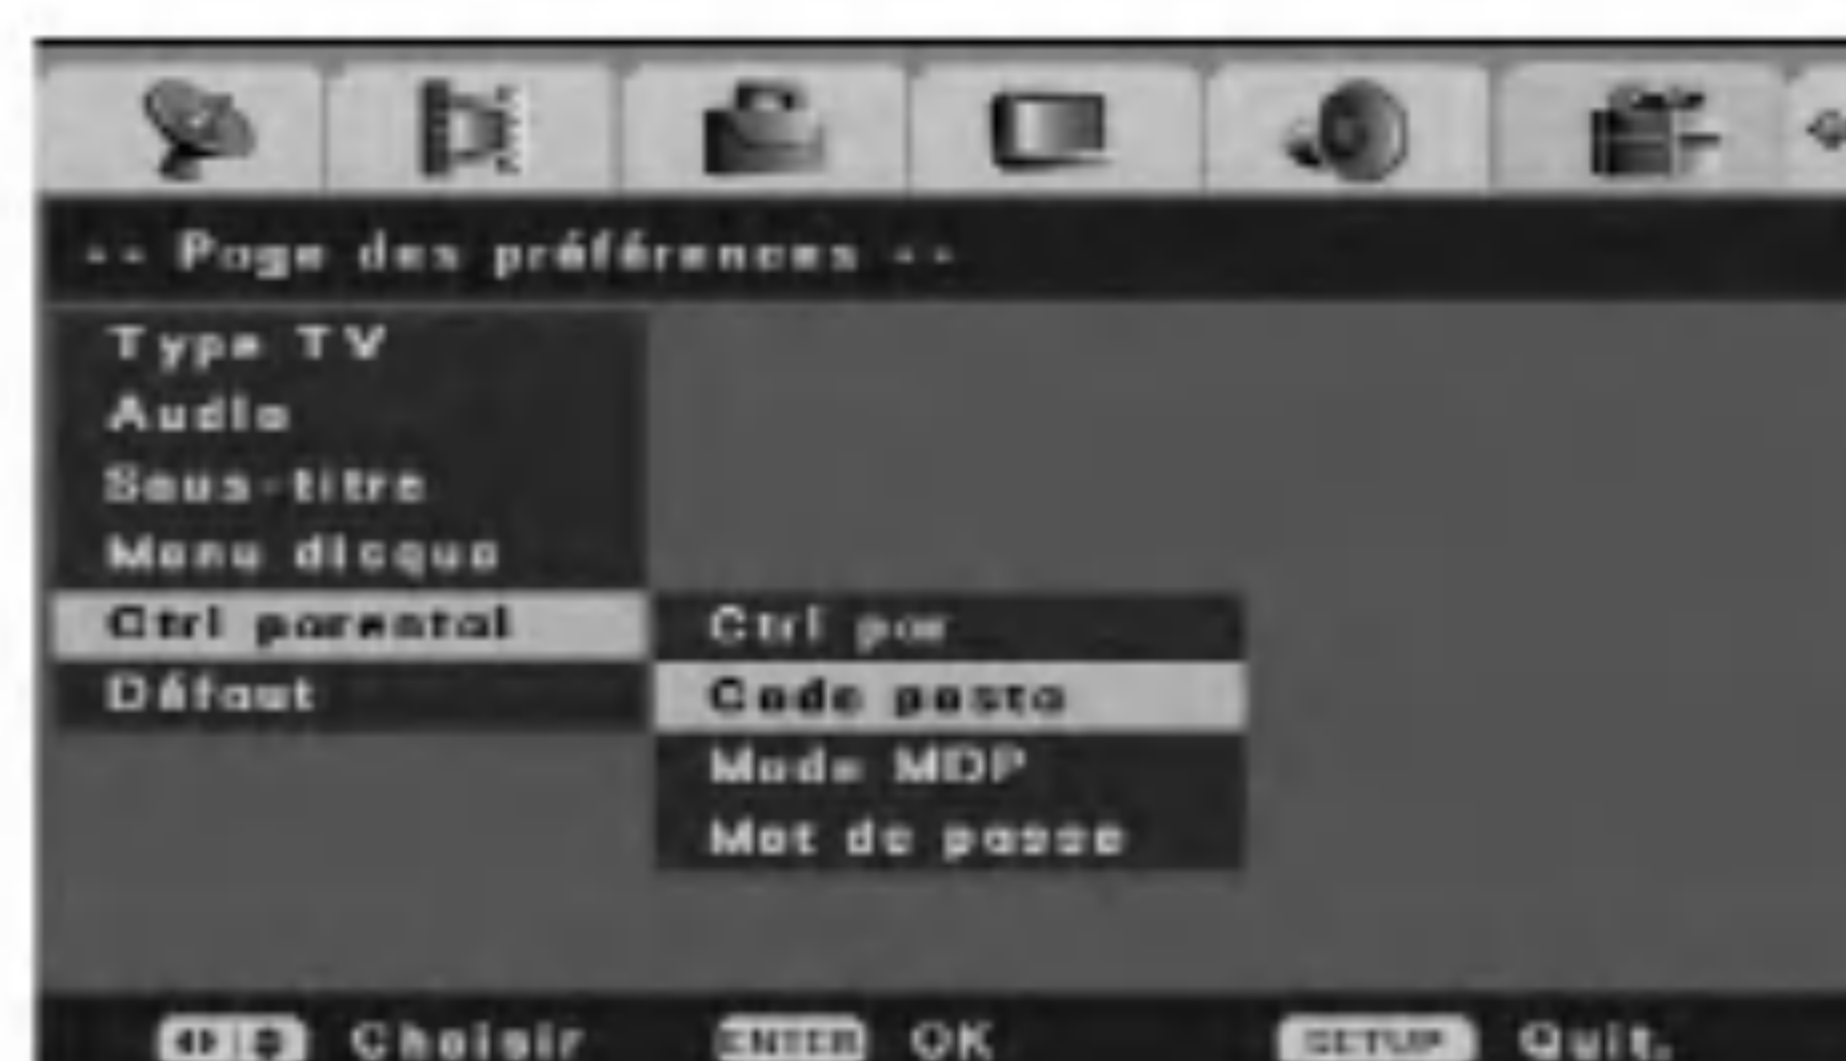 -- Page des préférences --
Type TV
Audio
Sous-titre
Menu disque
Ctrl parental
Ctrl par
Défaut
Code posta
Mode MDP
Mot de passe
Choisir ENTER OK SETUP Quit.